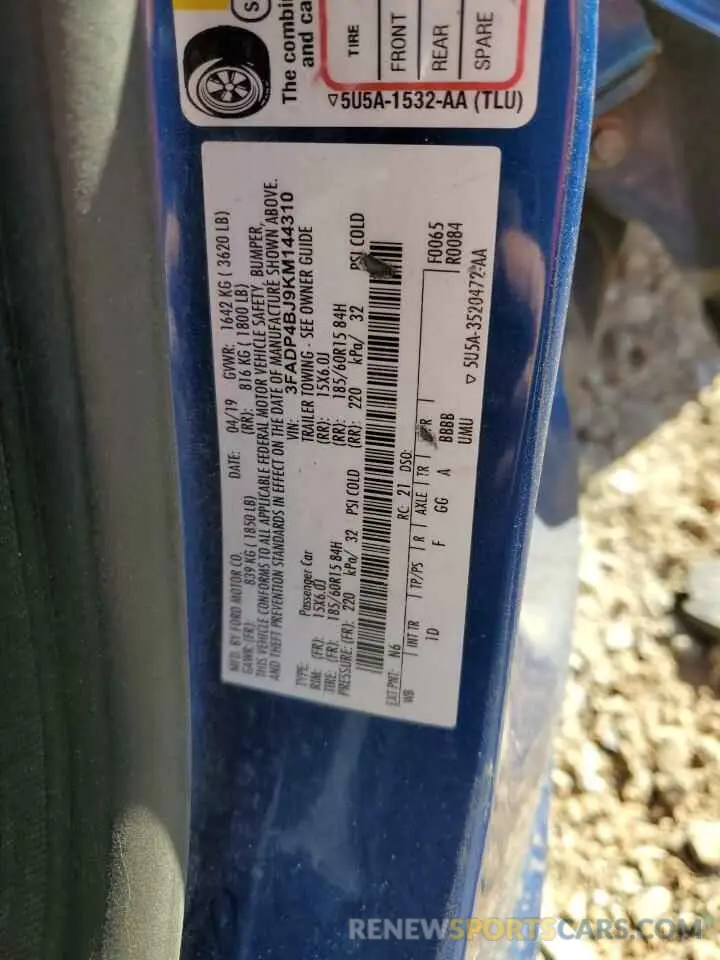 The combin
and ca
TIRE
FRONT
REAR
SPARE
▽5U5A-1532-AA (TLU)
MFD. BY FORD MOTOR CO. DATE: 04/19 GVWR: 1642 KG ( 3620 LB)
GAWR: (FR): 839 KG (1850 LB) (RR): 816 KG ( 1800 LB)
THIS VEHICLE CONFORMS TO ALL APPLICABLE FEDERAL MOTOR VEHICLE SAFETY, BUMPER,
AND THEFT PREVENTION STANDARDS IN EFFECT ON THE DATE OF MANUFACTURE SHOWN ABOVE.
VIN: 3FADP4BJ9KM144310
TYPE: Passenger Car TRAILER TOWING - SEE OWNER GUIDE
RIM: (FR): 15X6.0J (RR): 15X6.0J
TIRE: (FR): 185/60R15 84H (RR): 185/60R15 84H
PRESSURE: (FR): 220 kPa/ 32 PSI COLD (RR): 220 kPa/ 32 PSI COLD
EXT PNT: N6 RC: 21 DSO: F0065
WB INT TR TP/PS R AXLE TR R R0084
1D F GG A BBBB
UMU
▽ 5U5A-3520472-AA
RENEWSPORTSCARS.COM